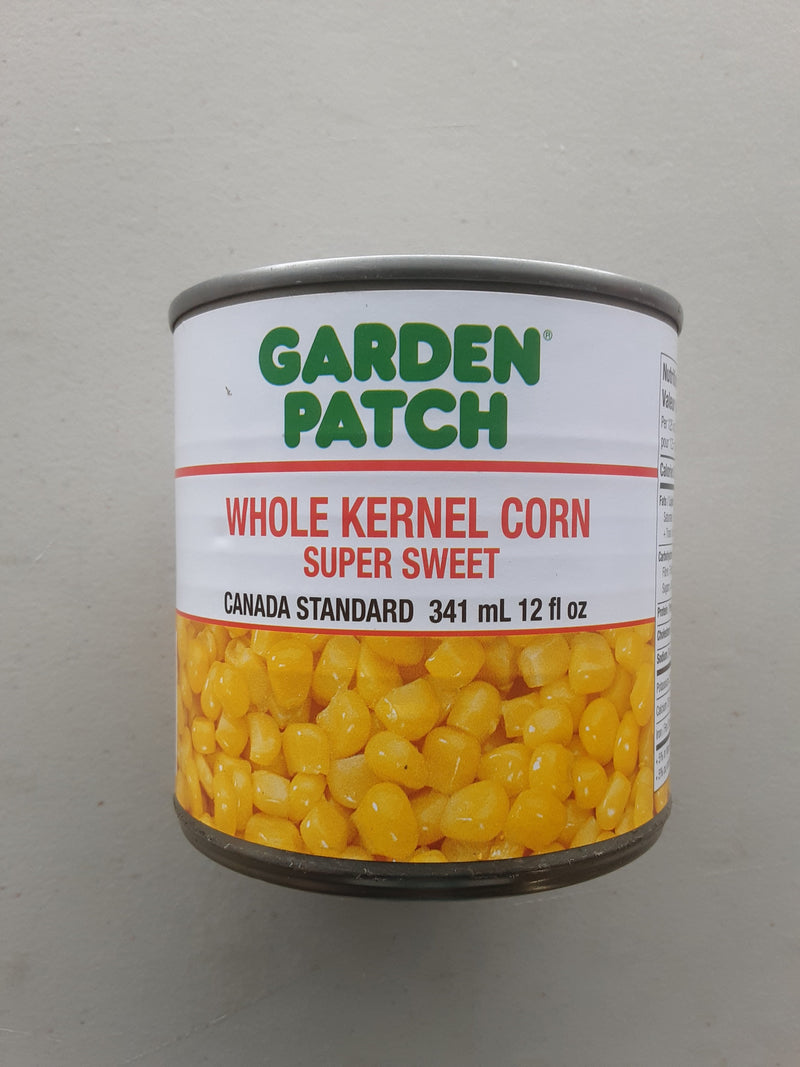 GARDEN®
PATCH
WHOLE KERNEL CORN
SUPER SWEET
CANADA STANDARD 341 mL 12 fl oz